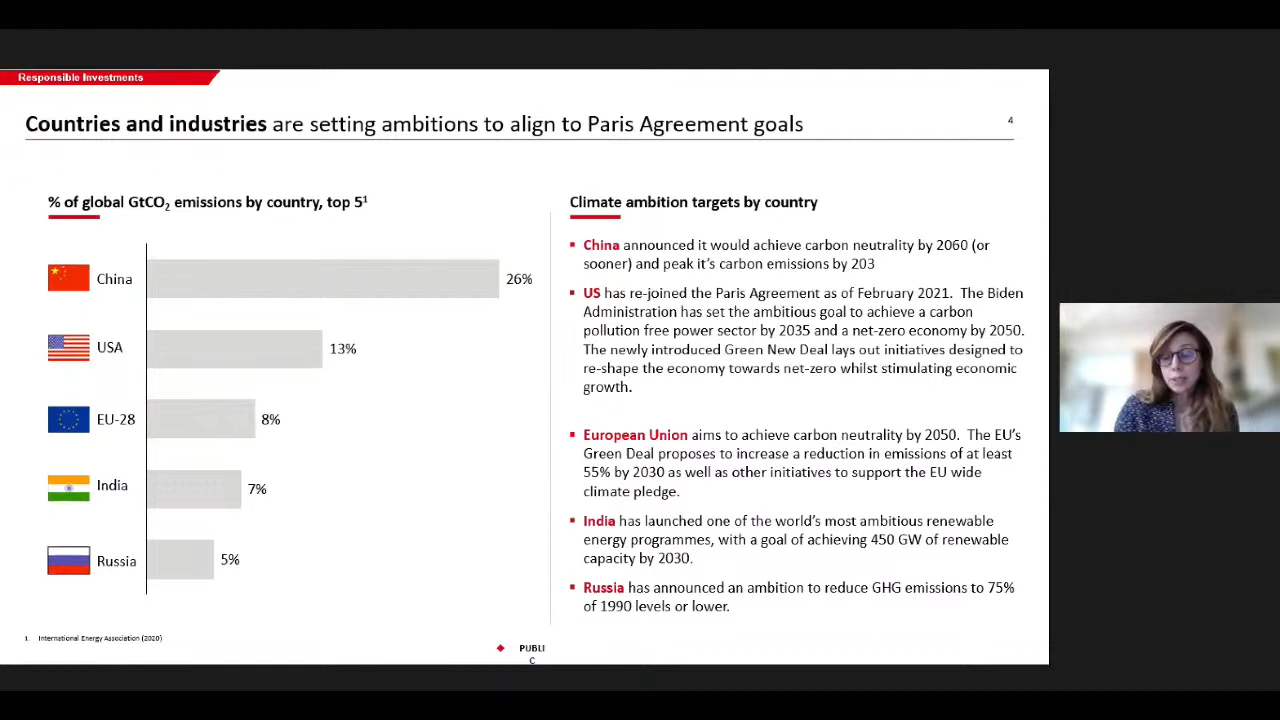 Responsible Investments
Countries and industries are setting ambitions to align to Paris Agreement goals
4
% of global GtCO2 emissions by country, top 5¹
China
26%
USA
13%
EU-28
8%
India
7%
Russia
5%
Climate ambition targets by country
China announced it would achieve carbon neutrality by 2060 (or
sooner) and peak it's carbon emissions by 203
US has re-joined the Paris Agreement as of February 2021. The Biden
Administration has set the ambitious goal to achieve a carbon
pollution free power sector by 2035 and a net-zero economy by 2050.
The newly introduced Green New Deal lays out initiatives designed to
re-shape the economy towards net-zero whilst stimulating economic
growth.
European Union aims to achieve carbon neutrality by 2050. The EU's
Green Deal proposes to increase a reduction in emissions of at least
55% by 2030 as well as other initiatives to support the EU wide
climate pledge.
India has launched one of the world's most ambitious renewable
energy programmes, with a goal of achieving 450 GW of renewable
capacity by 2030.
Russia has announced an ambition to reduce GHG emissions to 75%
of 1990 levels or lower.
1. International Energy Association (2020)
PUBLI
C